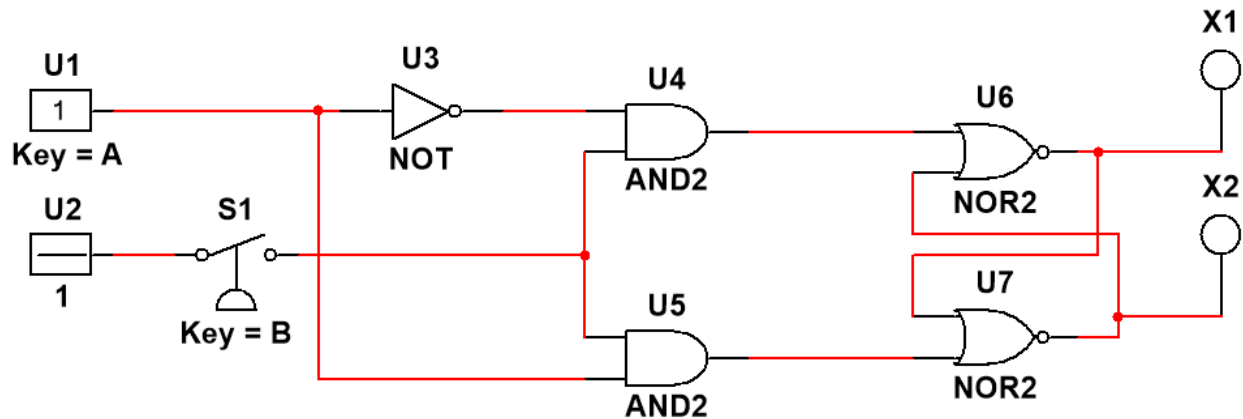 U1
1
Key = A
U3
NOT
U4
AND2
U6
NOR2
X1
U2
1
S1
Key = B
U5
AND2
U7
NOR2
X2